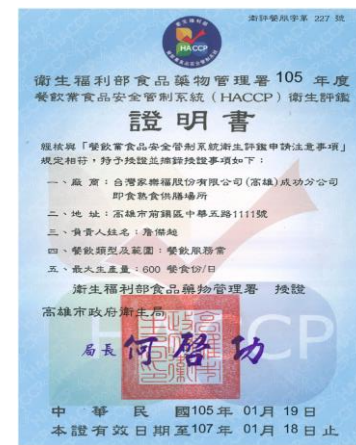 衛評餐服字第 227 號
HACCP
衛生福利部食品藥物管理署 105 年度
餐飲業食品安全管制系統（HACCP）衛生評鑑
證明書
經核與「餐飲業食品安全管制系統衛生評鑑申請注意事項」
規定相符，特予授證並摘錄授證事項如下：
一、廠 商：台灣家樂福股份有限公司(高雄)成功分公司
即食熟食供膳場所
二、地 址：高雄市前鎮區中華五路1111號
三、負責人姓名：詹傑超
四、餐飲類型及範圍：餐飲服務業
五、最大生產量：600 餐食份/日
衛生福利部食品藥物管理署 授證
高雄市政府衛生局
局長 何啓功
中華民國105年 01月 19日
本證有效日期至107年 01月 18日止